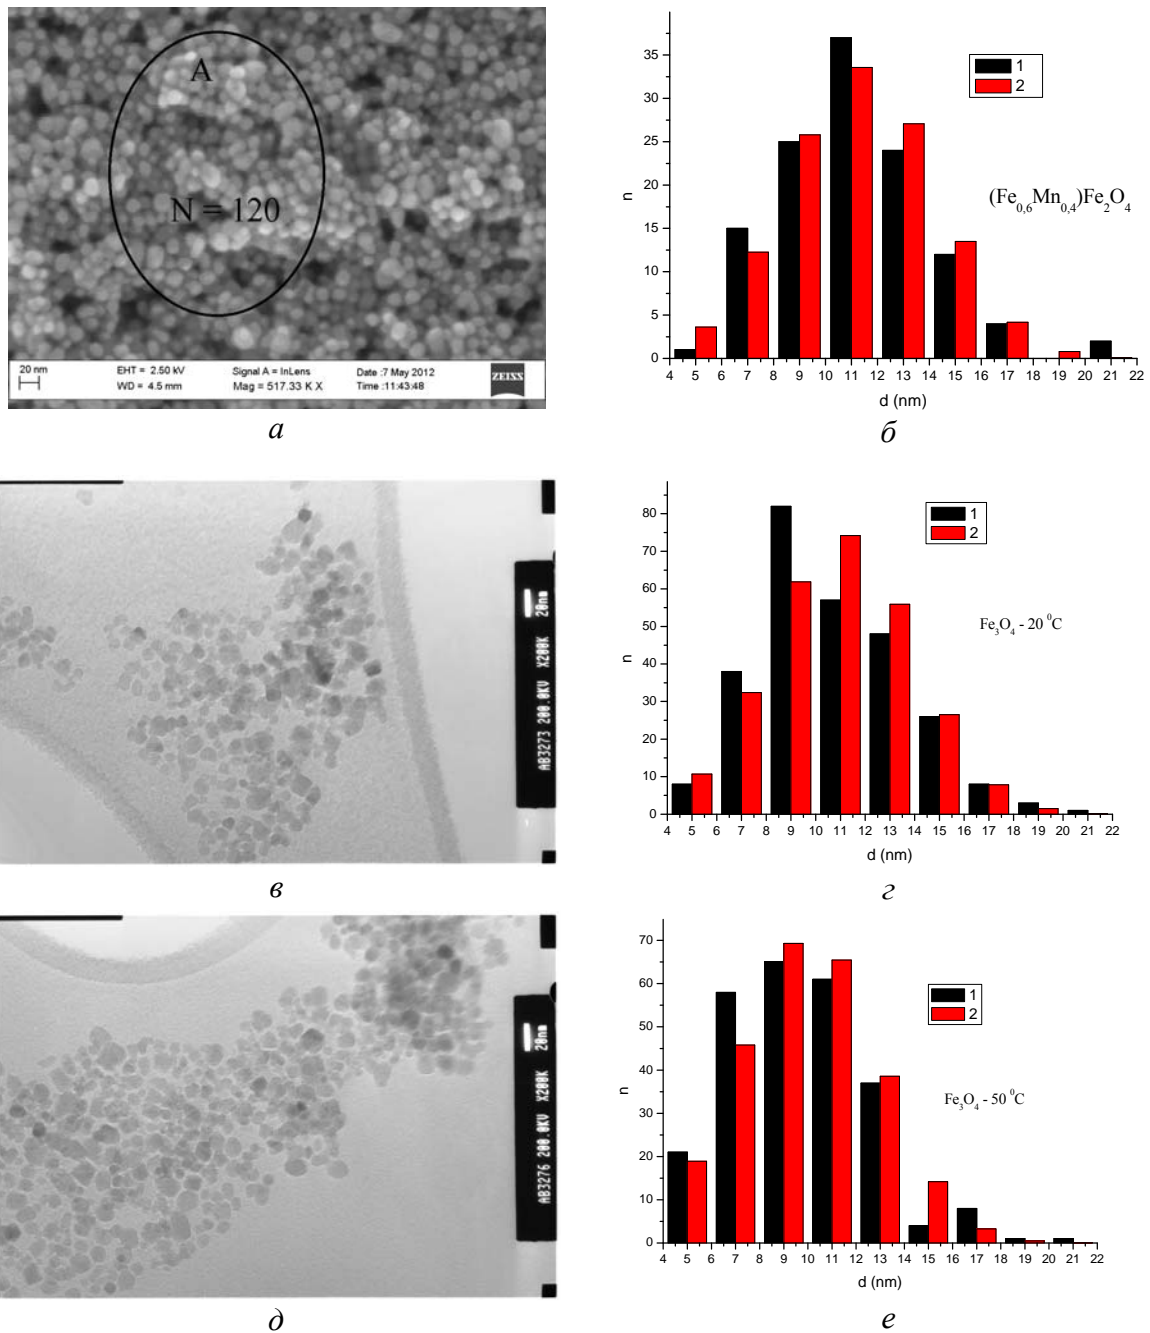 A
N = 120
20 nm
EHT = 2.50 kV
Signal A = InLens
Date :7 May 2012
WD = 4.5 mm
Mag = 517.33 K X
Time :11:43:48
ZEISS
а
35
30
25
20
15
10
5
0
n
1
2
(Fe0,6Mn0,4)Fe2O4
4 5 6 7 8 9 10 11 12 13 14 15 16 17 18 19 20 21 22
d (nm)
б
AB3273 200.0KV X200K 20nm
в
80
70
60
50
40
30
20
10
0
n
1
2
Fe3O4 - 20 0C
4 5 6 7 8 9 10 11 12 13 14 15 16 17 18 19 20 21 22
d (nm)
г
AB3276 200.0KV X200K 20nm
д
70
60
50
40
30
20
10
0
n
1
2
Fe3O4 - 50 0C
4 5 6 7 8 9 10 11 12 13 14 15 16 17 18 19 20 21 22
d (nm)
е